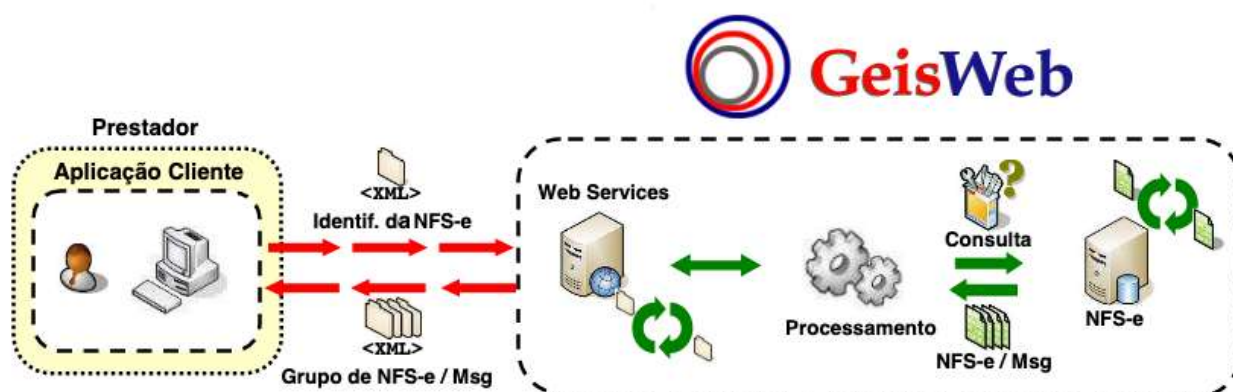 GeisWeb
Prestador
Aplicação Cliente
<XML>
Identif. da NFS-e
<XML>
Grupo de NFS-e / Msg
Web Services
Processamento
?
Consulta
NFS-e / Msg
NFS-e